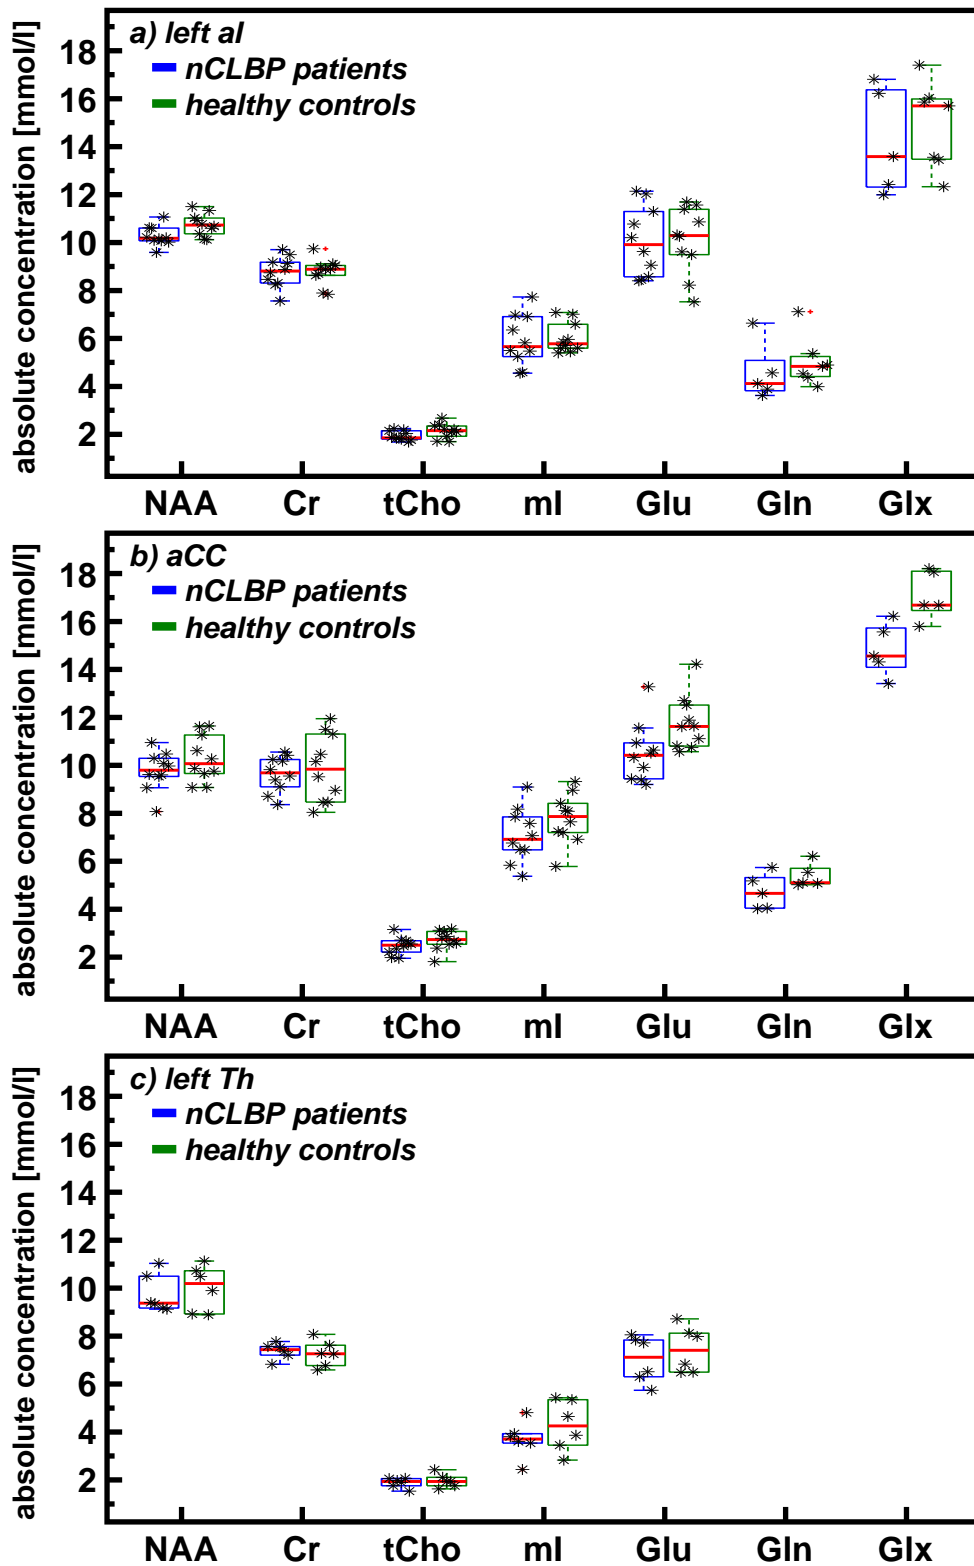 a) left aI
nCLBP patients
healthy controls
absolute concentration [mmol/l]
18
16
14
12
10
8
6
4
2
NAA Cr tCho mI Glu Gln Glx
b) aCC
nCLBP patients
healthy controls
absolute concentration [mmol/l]
18
16
14
12
10
8
6
4
2
NAA Cr tCho mI Glu Gln Glx
c) left Th
nCLBP patients
healthy controls
absolute concentration [mmol/l]
18
16
14
12
10
8
6
4
2
NAA Cr tCho mI Glu Gln Glx